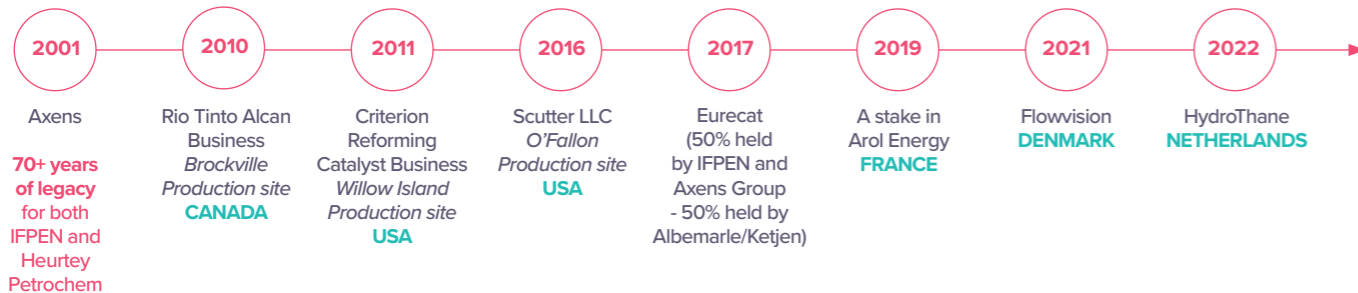 2001
Axens
70+ years
of legacy
for both
IFPEN and
Heurtey
Petrochem
2010
Rio Tinto Alcan
Business
Brockville
Production site
CANADA
2011
Criterion
Reforming
Catalyst Business
Willow Island
Production site
USA
2016
Scutter LLC
O'Fallon
Production site
USA
2017
Eurecat
(50% held
by IFPEN and
Axens Group
- 50% held by
Albemarle/Ketjen)
2019
A stake in
Arol Energy
FRANCE
2021
Flowvision
DENMARK
2022
HydroThane
NETHERLANDS